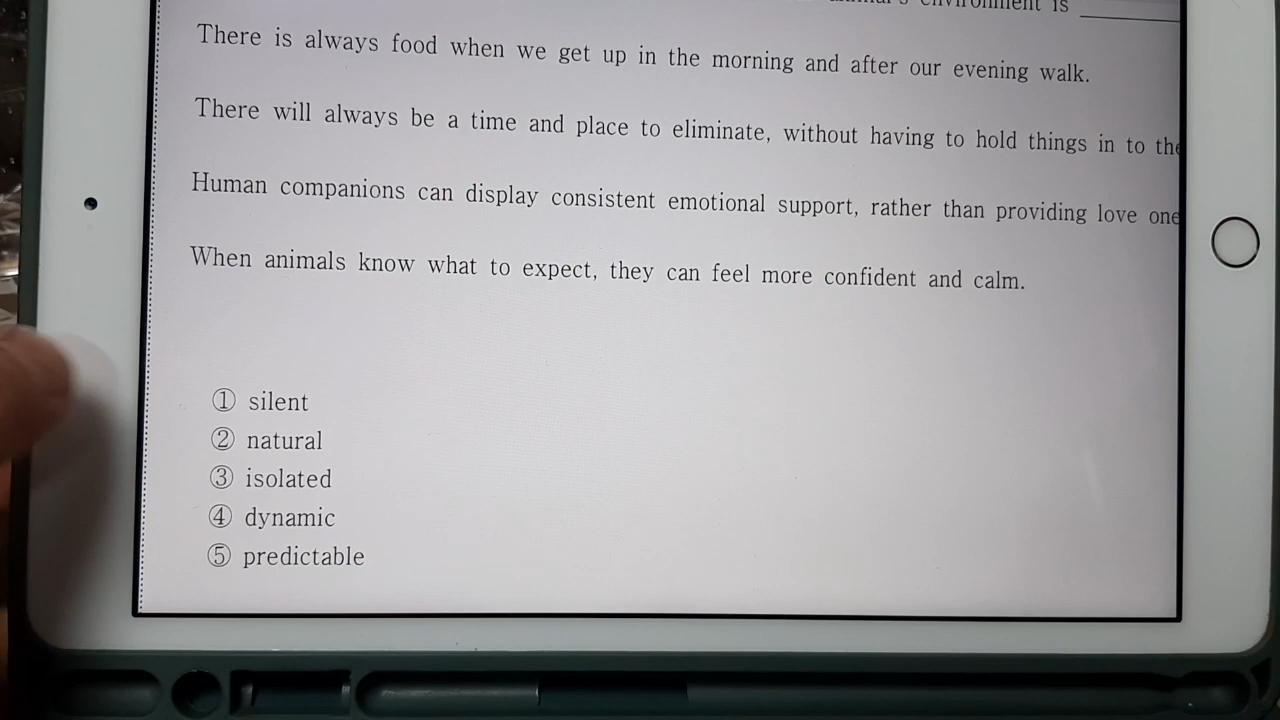 environment is
There is always food when we get up in the morning and after our evening walk.
There will always be a time and place to eliminate, without having to hold things in to the
Human companions can display consistent emotional support, rather than providing love one
When animals know what to expect, they can feel more confident and calm.
① silent
② natural
③ isolated
④ dynamic
⑤ predictable